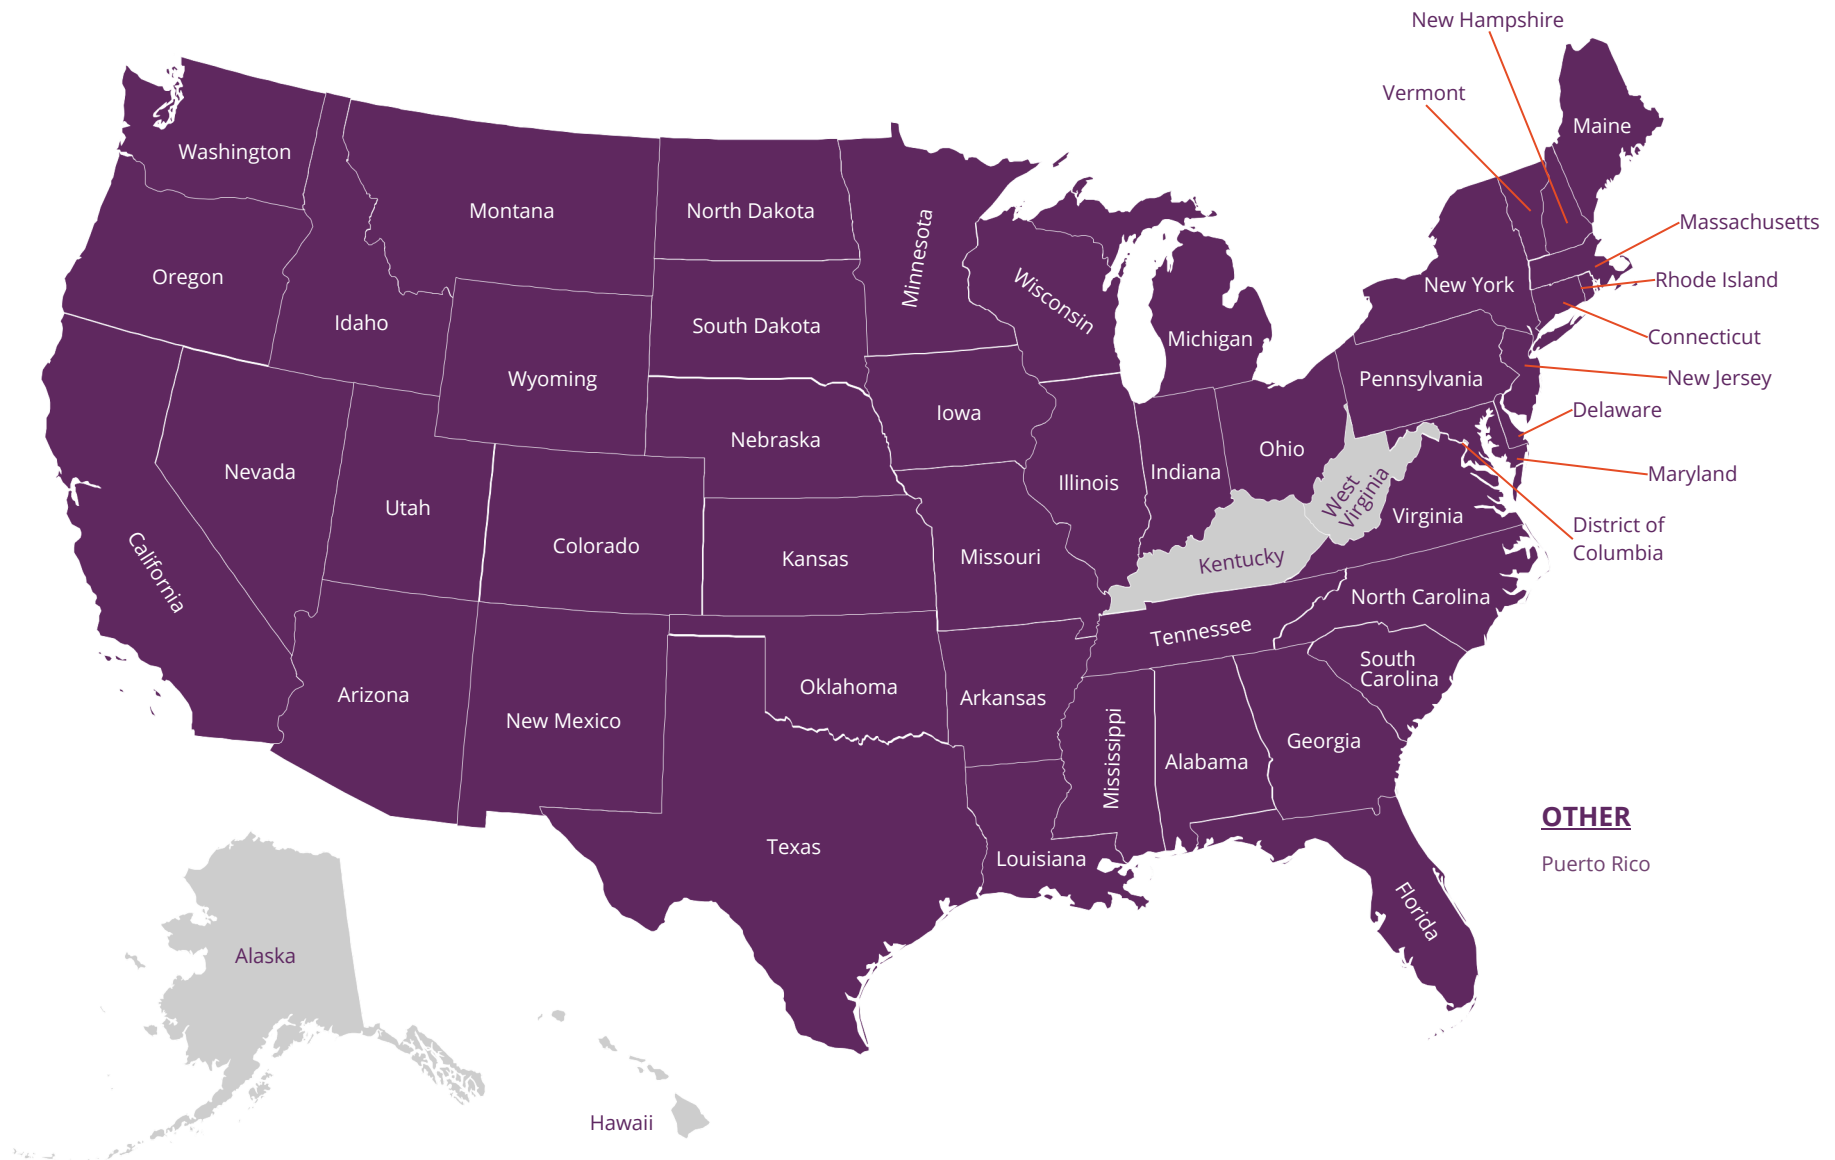 New Hampshire
Vermont
Maine
Washington
Montana
North Dakota
Minnesota
Massachusetts
Oregon
Idaho
South Dakota
Wisconsin
Michigan
New York
Rhode Island
Connecticut
Wyoming
Pennsylvania
New Jersey
Iowa
Delaware
Nebraska
Ohio
Nevada
Illinois
Indiana
West
Virginia
Maryland
Utah
Virginia
Colorado
Kansas
Missouri
Kentucky
District of
Columbia
California
North Carolina
Tennessee
South
Carolina
Arizona
New Mexico
Oklahoma
Arkansas
Mississippi
Alabama
Georgia
OTHER
Texas
Louisiana
Puerto Rico
Florida
Alaska
Hawaii